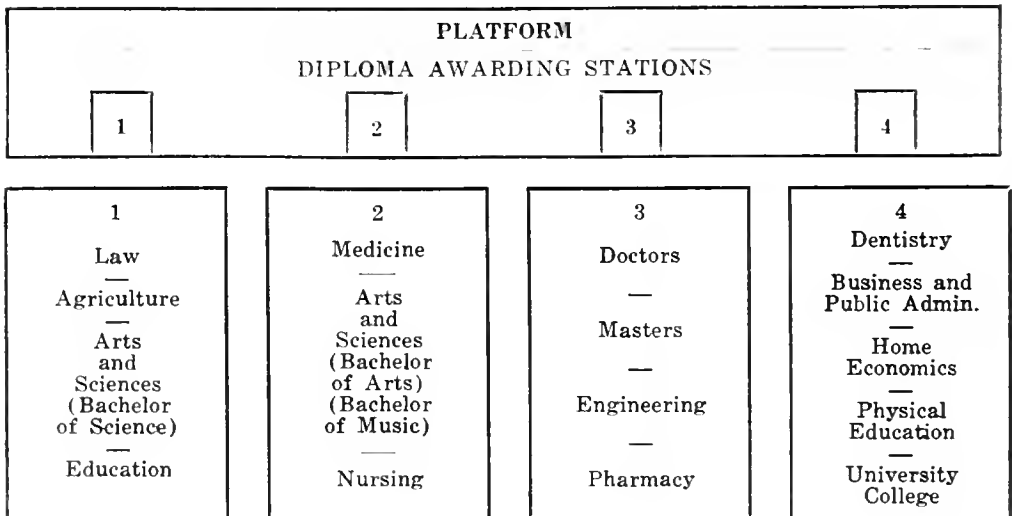 PLATFORM
DIPLOMA AWARDING STATIONS
1
2
3
4
1
Law
—
Agriculture
—
Arts
and
Sciences
(Bachelor
of Science)
—
Education
2
Medicine
—
Arts
and
Sciences
(Bachelor
of Arts)
(Bachelor
of Music)
—
Nursing
3
Doctors
—
Masters
—
Engineering
—
Pharmacy
4
Dentistry
—
Business and
Public Admin.
—
Home
Economics
—
Physical
Education
—
University
College